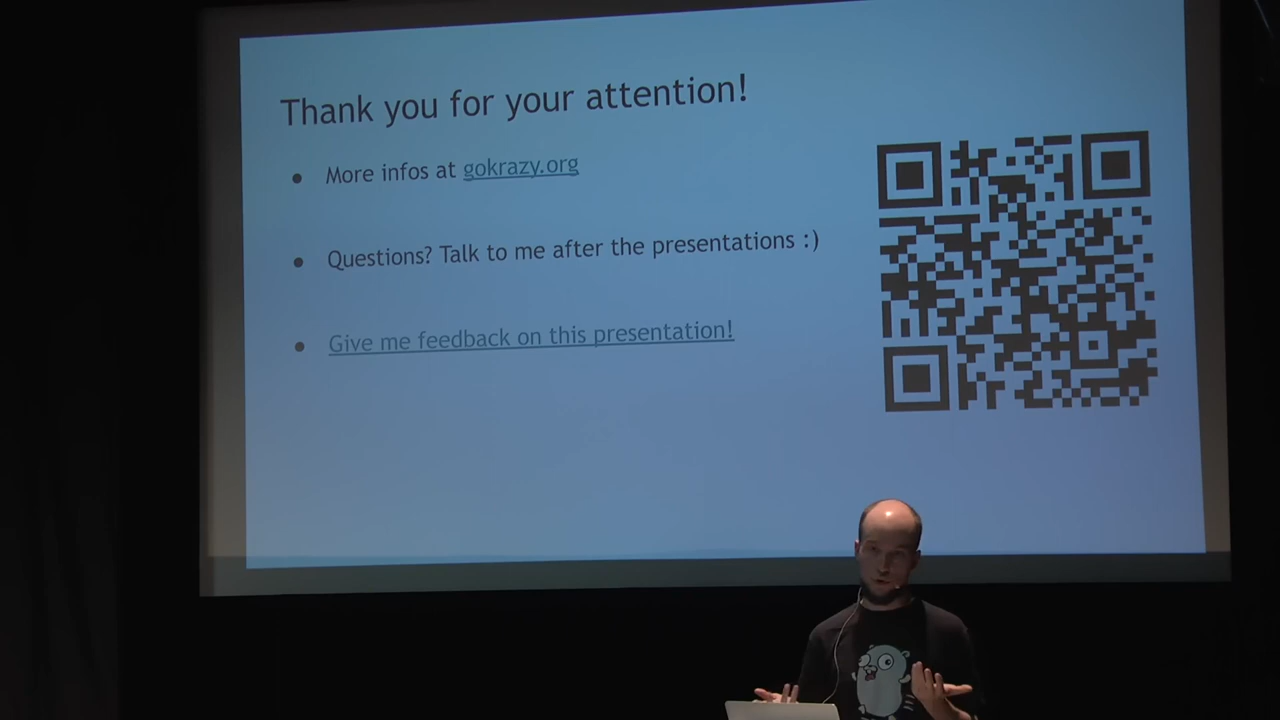 Thank you for your attention!
More infos at gokrazy.org
Questions? Talk to me after the presentations :)
Give me feedback on this presentation!